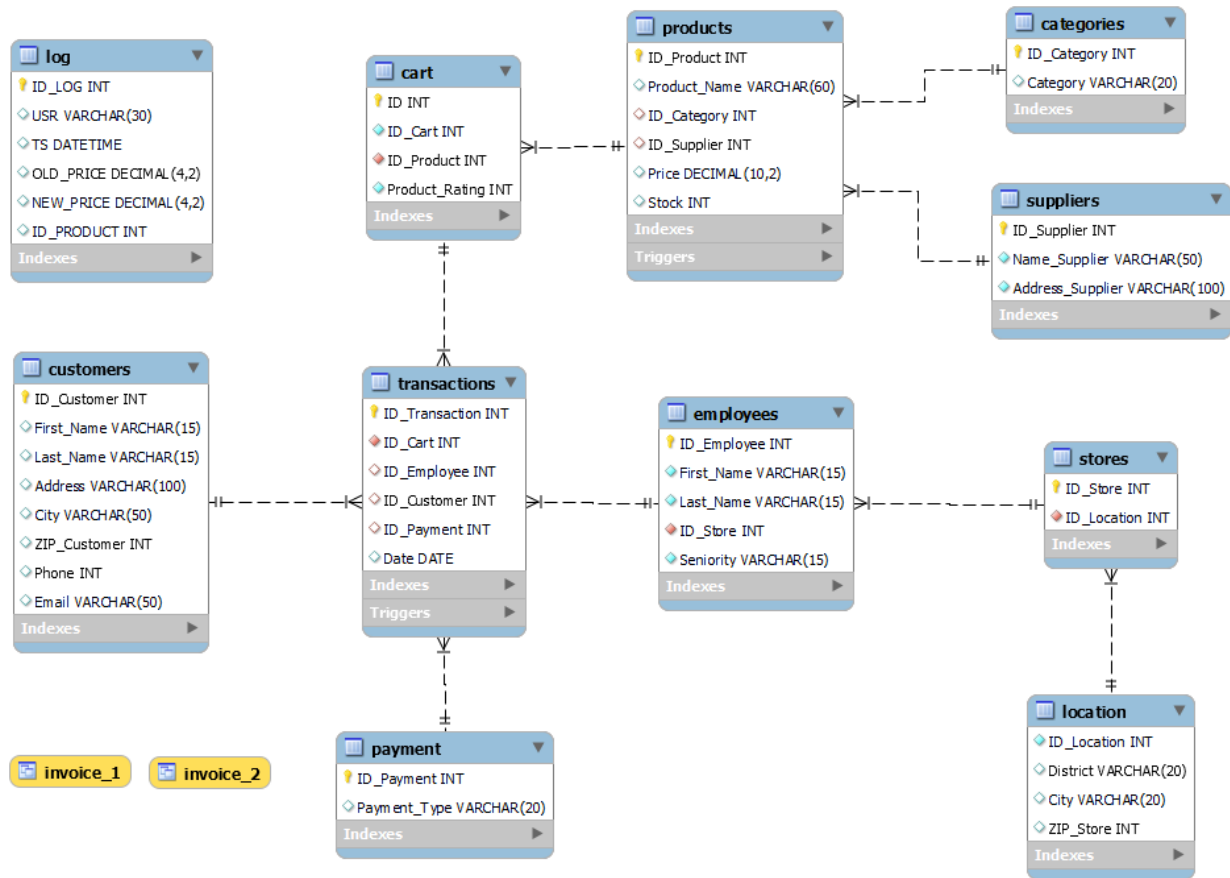 log
ID_LOG INT
USR VARCHAR(30)
TS DATETIME
OLD_PRICE DECIMAL(4,2)
NEW_PRICE DECIMAL(4,2)
ID_PRODUCT INT
Indexes
cart
ID INT
ID_Cart INT
ID_Product INT
Product_Rating INT
Indexes
products
ID_Product INT
Product_Name VARCHAR(60)
ID_Category INT
ID_Supplier INT
Price DECIMAL(10,2)
Stock INT
Indexes
Triggers
categories
ID_Category INT
Category VARCHAR(20)
Indexes
suppliers
ID_Supplier INT
Name_Supplier VARCHAR(50)
Address_Supplier VARCHAR(100)
Indexes
customers
ID_Customer INT
First_Name VARCHAR(15)
Last_Name VARCHAR(15)
Address VARCHAR(100)
City VARCHAR(50)
ZIP_Customer INT
Phone INT
Email VARCHAR(50)
Indexes
transactions
ID_Transaction INT
ID_Cart INT
ID_Employee INT
ID_Customer INT
ID_Payment INT
Date DATE
Indexes
Triggers
employees
ID_Employee INT
First_Name VARCHAR(15)
Last_Name VARCHAR(15)
ID_Store INT
Seniority VARCHAR(15)
Indexes
stores
ID_Store INT
ID_Location INT
Indexes
location
ID_Location INT
District VARCHAR(20)
City VARCHAR(20)
ZIP_Store INT
Indexes
payment
ID_Payment INT
Payment_Type VARCHAR(20)
Indexes
invoice_1
invoice_2